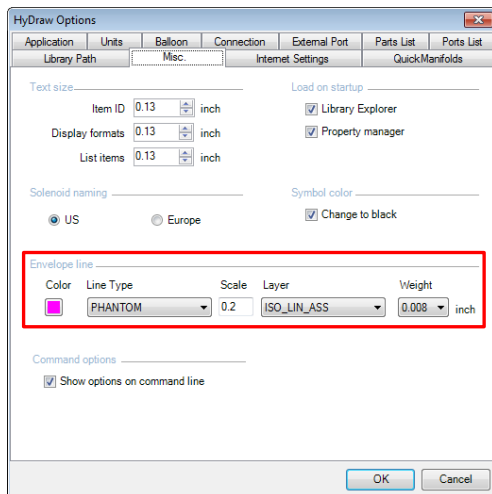 HyDraw Options
Application Units Balloon Connection External Port Parts List Ports List
Library Path Misc. Internet Settings QuickManifolds
Text size Load on startup
Item ID 0.13 inch Library Explorer
Display formats 0.13 inch Property manager
List items 0.13 inch
Solenoid naming Symbol color
US Europe Change to black
Envelope line
Color Line Type Scale Layer Weight
PHANTOM 0.2 ISO_LIN_ASS 0.008 inch
Command options
Show options on command line
OK Cancel